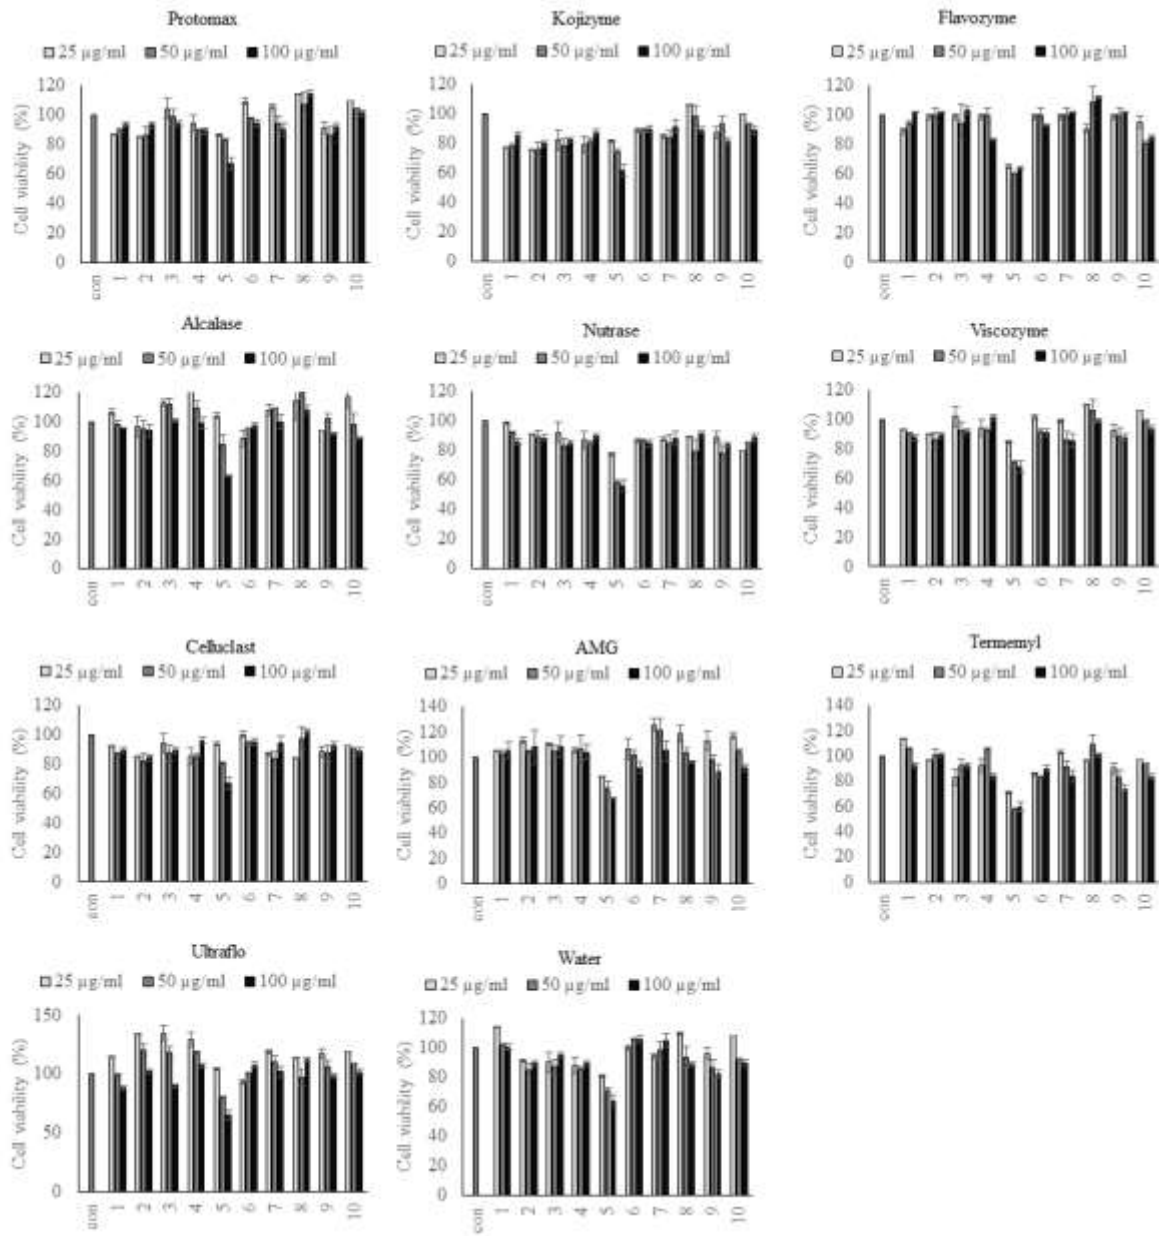 Protomax
25 µg/ml 50 µg/ml 100 µg/ml
Cell viability (%)
120
100
80
60
40
20
0
con 1 2 3 4 5 6 7 8 9 10
Kojizyme
25 µg/ml 50 µg/ml 100 µg/ml
Cell viability (%)
120
100
80
60
40
20
0
con 1 2 3 4 5 6 7 8 9 10
Flavozyme
25 µg/ml 50 µg/ml 100 µg/ml
Cell viability (%)
120
100
80
60
40
20
0
con 1 2 3 4 5 6 7 8 9 10
Alcalase
25 µg/ml 50 µg/ml 100 µg/ml
Cell viability (%)
120
100
80
60
40
20
0
con 1 2 3 4 5 6 7 8 9 10
Nutrase
25 µg/ml 50 µg/ml 100 µg/ml
Cell viability (%)
120
100
80
60
40
20
0
con 1 2 3 4 5 6 7 8 9 10
Viscozyme
25 µg/ml 50 µg/ml 100 µg/ml
Cell viability (%)
120
100
80
60
40
20
0
con 1 2 3 4 5 6 7 8 9 10
Celluclast
25 µg/ml 50 µg/ml 100 µg/ml
Cell viability (%)
120
100
80
60
40
20
0
con 1 2 3 4 5 6 7 8 9 10
AMG
25 µg/ml 50 µg/ml 100 µg/ml
Cell viability (%)
140
120
100
80
60
40
20
0
con 1 2 3 4 5 6 7 8 9 10
Termemyl
25 µg/ml 50 µg/ml 100 µg/ml
Cell viability (%)
140
120
100
80
60
40
20
0
con 1 2 3 4 5 6 7 8 9 10
Ultraflo
25 µg/ml 50 µg/ml 100 µg/ml
Cell viability (%)
150
100
50
0
con 1 2 3 4 5 6 7 8 9 10
Water
25 µg/ml 50 µg/ml 100 µg/ml
Cell viability (%)
120
100
80
60
40
20
0
con 1 2 3 4 5 6 7 8 9 10